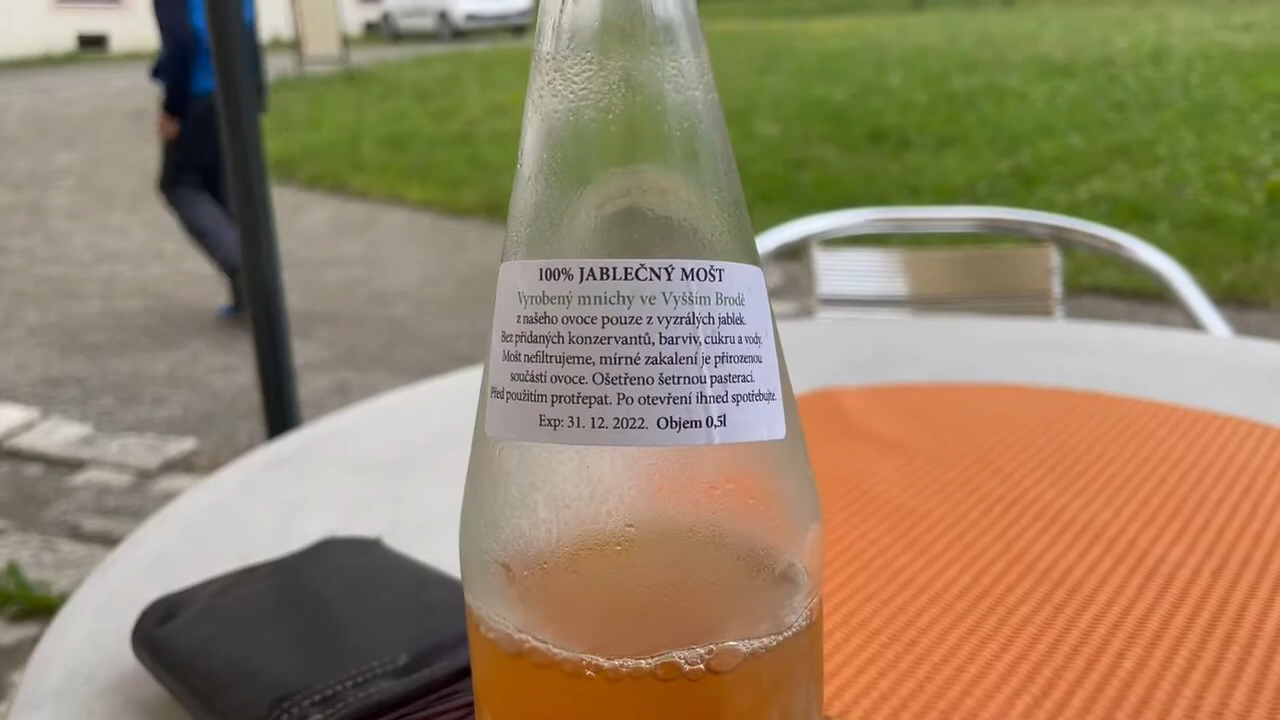 100% JABLEČNÝ MOŠT
Vyrobený mnichy ve Vyšším Brodě
z našeho ovoce pouze z vyzrálých jablek.
Bez přidaných konzervantů, barviv, cukru a vody.
Mošt nefiltrujeme, mírné zakalení je přirozenou
součástí ovoce. Ošetřeno šetrnou pasterací.
Před použitím protřepat. Po otevření ihned spotřebujte.
Exp: 31. 12. 2022. Objem 0,5l